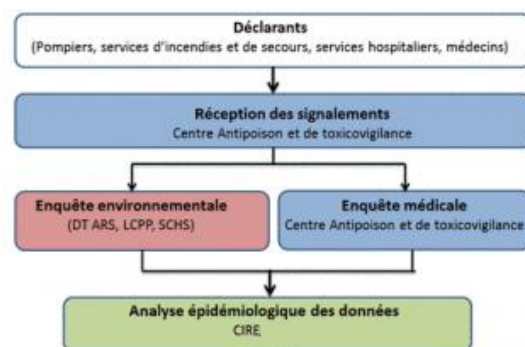 Déclarants
(Pompiers, services d'incendies et de secours, services hospitaliers, médecins)
Réception des signalements
Centre Antipoison et de toxicovigilance
Enquête environnementale
(DT ARS, LCPP, SCHS)
Enquête médicale
Centre Antipoison et de toxicovigilance
Analyse épidémiologique des données
CIRE